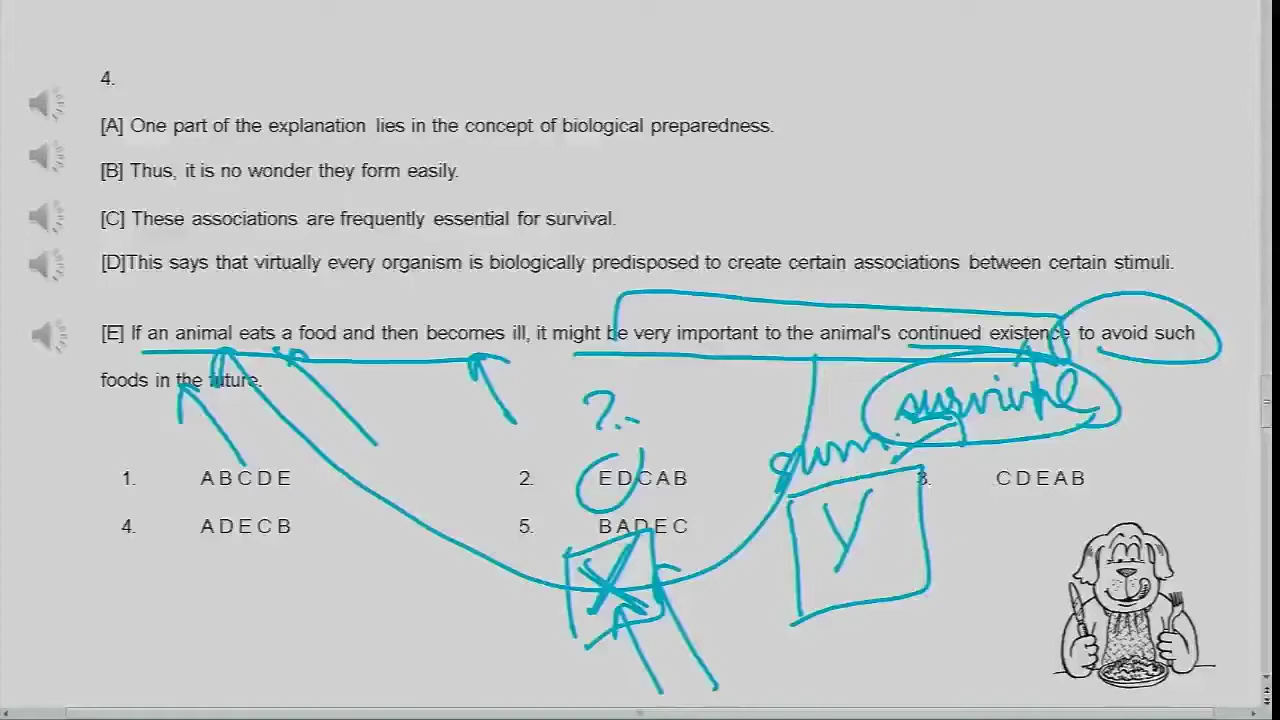 4.
[A] One part of the explanation lies in the concept of biological preparedness.
[B] Thus, it is no wonder they form easily.
[C] These associations are frequently essential for survival.
[D]This says that virtually every organism is biologically predisposed to create certain associations between certain stimuli.
[E] If an animal eats a food and then becomes ill, it might be very important to the animal's continued existence to avoid such
foods in the future.
?
survive
1. A B C D E 2. E D C A B 3. C D E A B
4. A D E C B 5. B A D E C
X Y